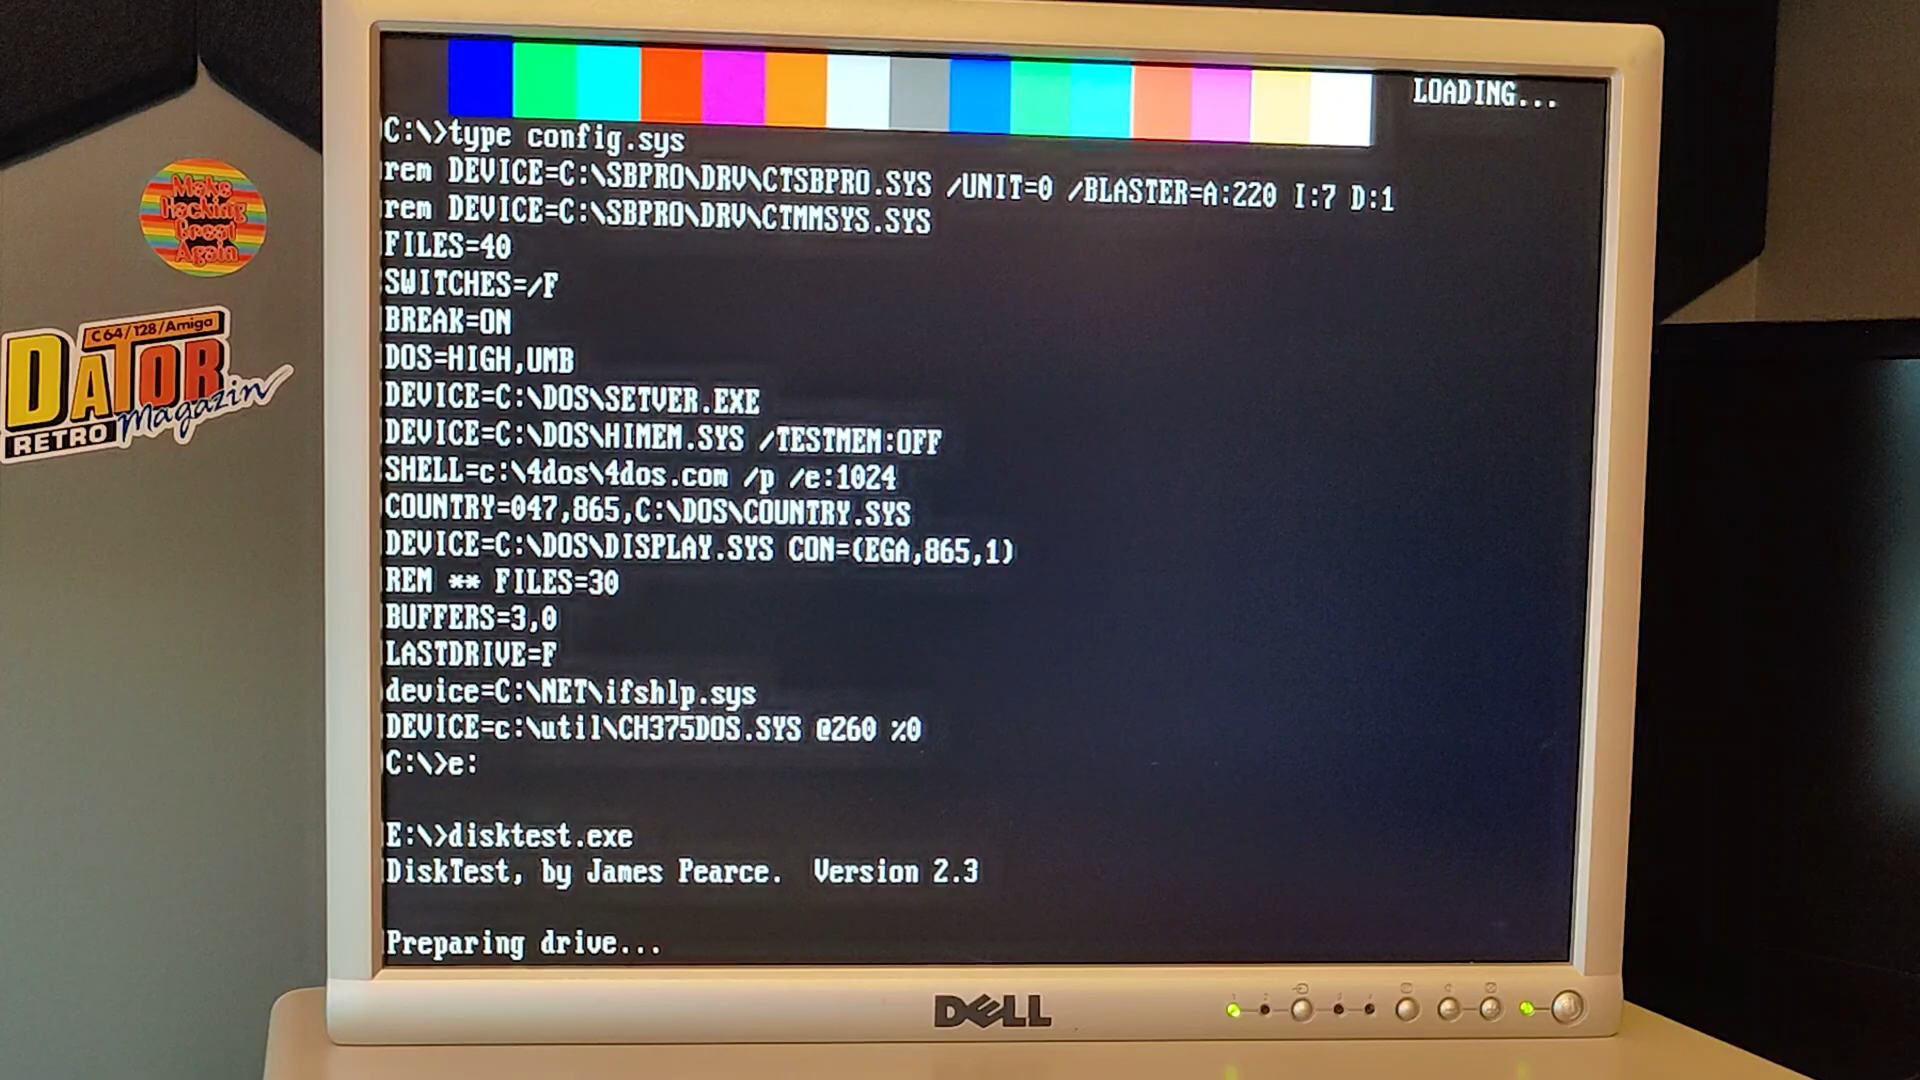 LOADING...
C:\>type config.sys
rem DEVICE=C:\SBPRO\DRV\CTSBPRO.SYS /UNIT=0 /BLASTER=A:220 I:7 D:1
rem DEVICE=C:\SBPRO\DRV\CTMMSYS.SYS
FILES=40
SWITCHES=/F
BREAK=ON
DOS=HIGH,UMB
DEVICE=C:\DOS\SETVER.EXE
DEVICE=C:\DOS\HIMEM.SYS /TESTMEM:OFF
SHELL=c:\4dos\4dos.com /p /e:1024
COUNTRY=047,865,C:\DOS\COUNTRY.SYS
DEVICE=C:\DOS\DISPLAY.SYS CON=(EGA,865,1)
REM ** FILES=30
BUFFERS=3,0
LASTDRIVE=F
device=C:\NET\ifshlp.sys
DEVICE=c:\util\CH375DOS.SYS @260 %0
C:\>e:
E:\>disktest.exe
DiskTest, by James Pearce.  Version 2.3
Preparing drive...
DELL
Make
Hacking
Great
Again
C64/128/Amiga
DATOR
Magazin
RETRO